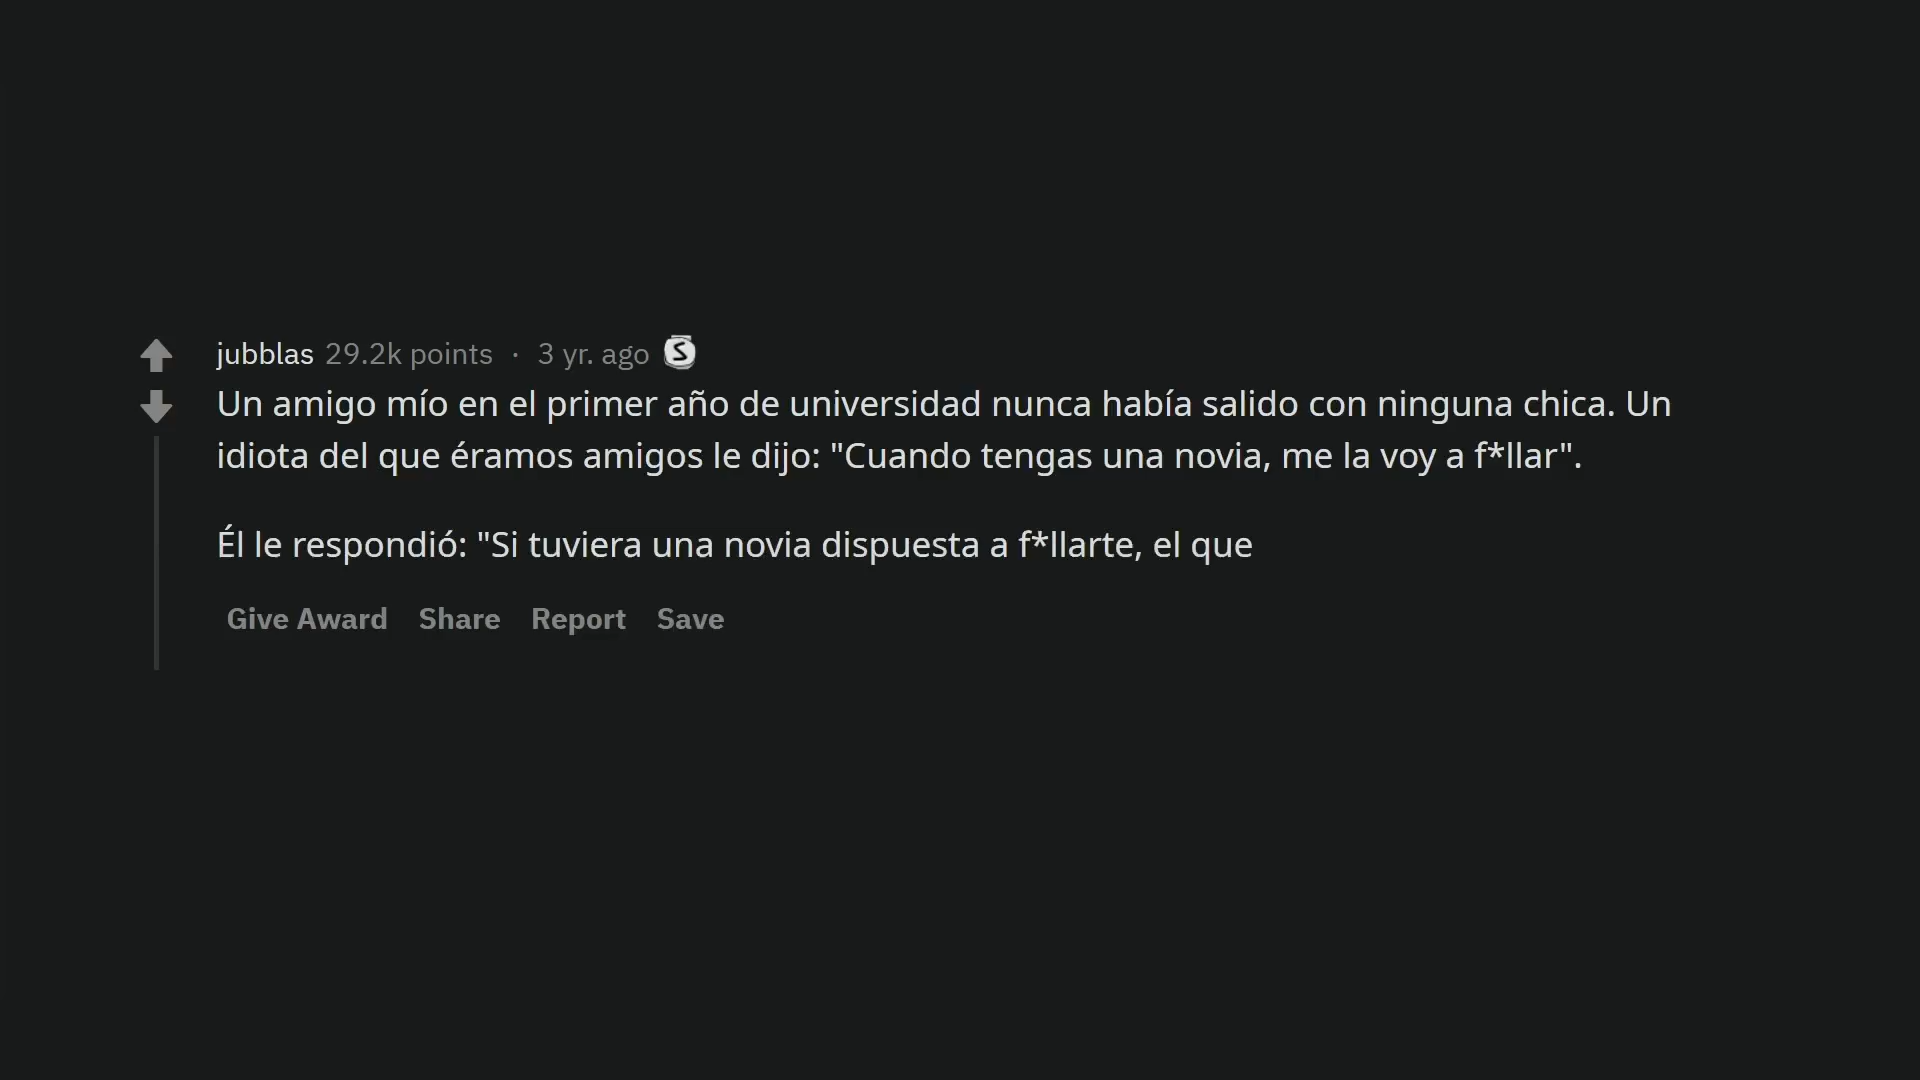 jubblas 29.2k points · 3 yr. ago S
Un amigo mío en el primer año de universidad nunca había salido con ninguna chica. Un
idiota del que éramos amigos le dijo: "Cuando tengas una novia, me la voy a f*llar".
Él le respondió: "Si tuviera una novia dispuesta a f*llarte, el que
Give Award Share Report Save